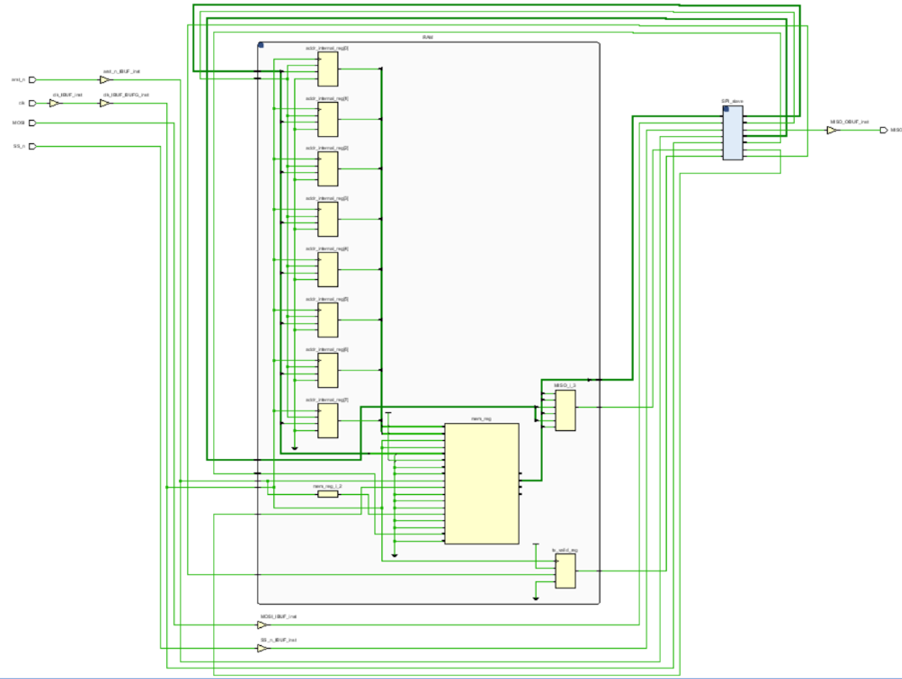 RAM
addr_internal_reg[0]
rst_n
rst_n_IBUF_inst
clk
clk_IBUF_inst
clk_IBUF_BUFG_inst
addr_internal_reg[1]
SPI_slave
MOSI
MISO_OBUF_inst
MISO
SS_n
addr_internal_reg[2]
addr_internal_reg[3]
addr_internal_reg[4]
addr_internal_reg[5]
addr_internal_reg[6]
MISO_i_3
addr_internal_reg[7]
mem_reg
mem_reg_i_2
tx_valid_reg
MOSI_IBUF_inst
SS_n_IBUF_inst